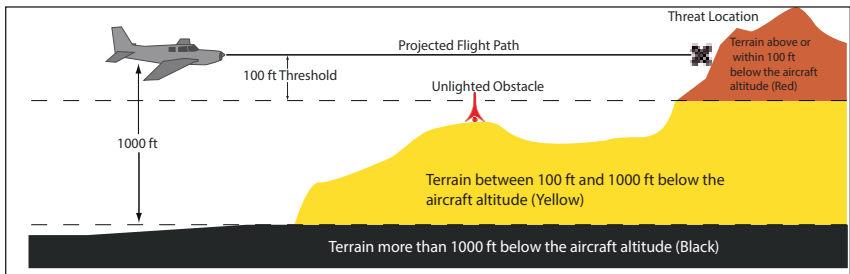 Threat Location
Projected Flight Path
Terrain above or
within 100 ft
below the aircraft
altitude (Red)
100 ft Threshold
Unlighted Obstacle
1000 ft
Terrain between 100 ft and 1000 ft below the
aircraft altitude (Yellow)
Terrain more than 1000 ft below the aircraft altitude (Black)